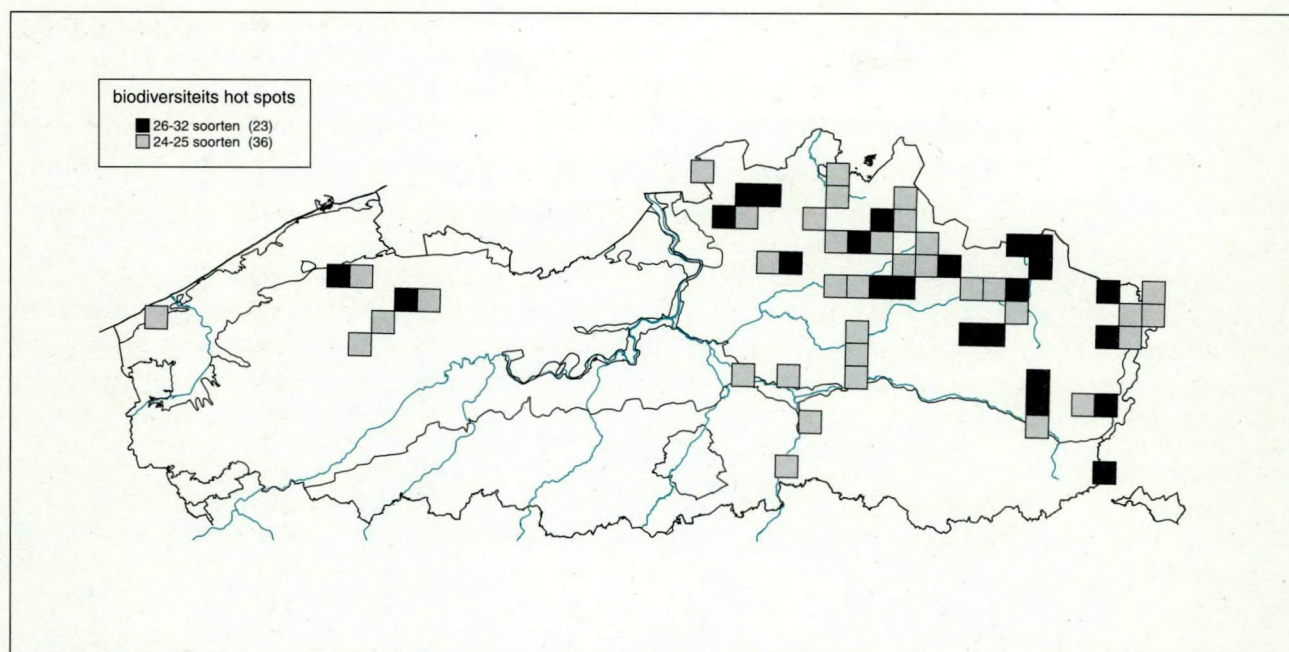 biodiversiteits hot spots
26-32 soorten (23)
24-25 soorten (36)